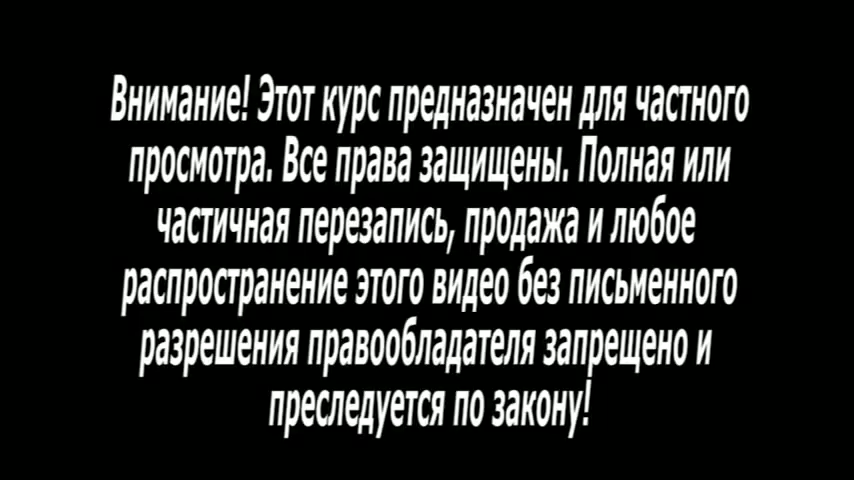 Внимание! Этот курс предназначен для частного
просмотра. Все права защищены. Полная или
частичная перезапись, продажа и любое
распространение этого видео без письменного
разрешения правообладателя запрещено и
преследуется по закону!